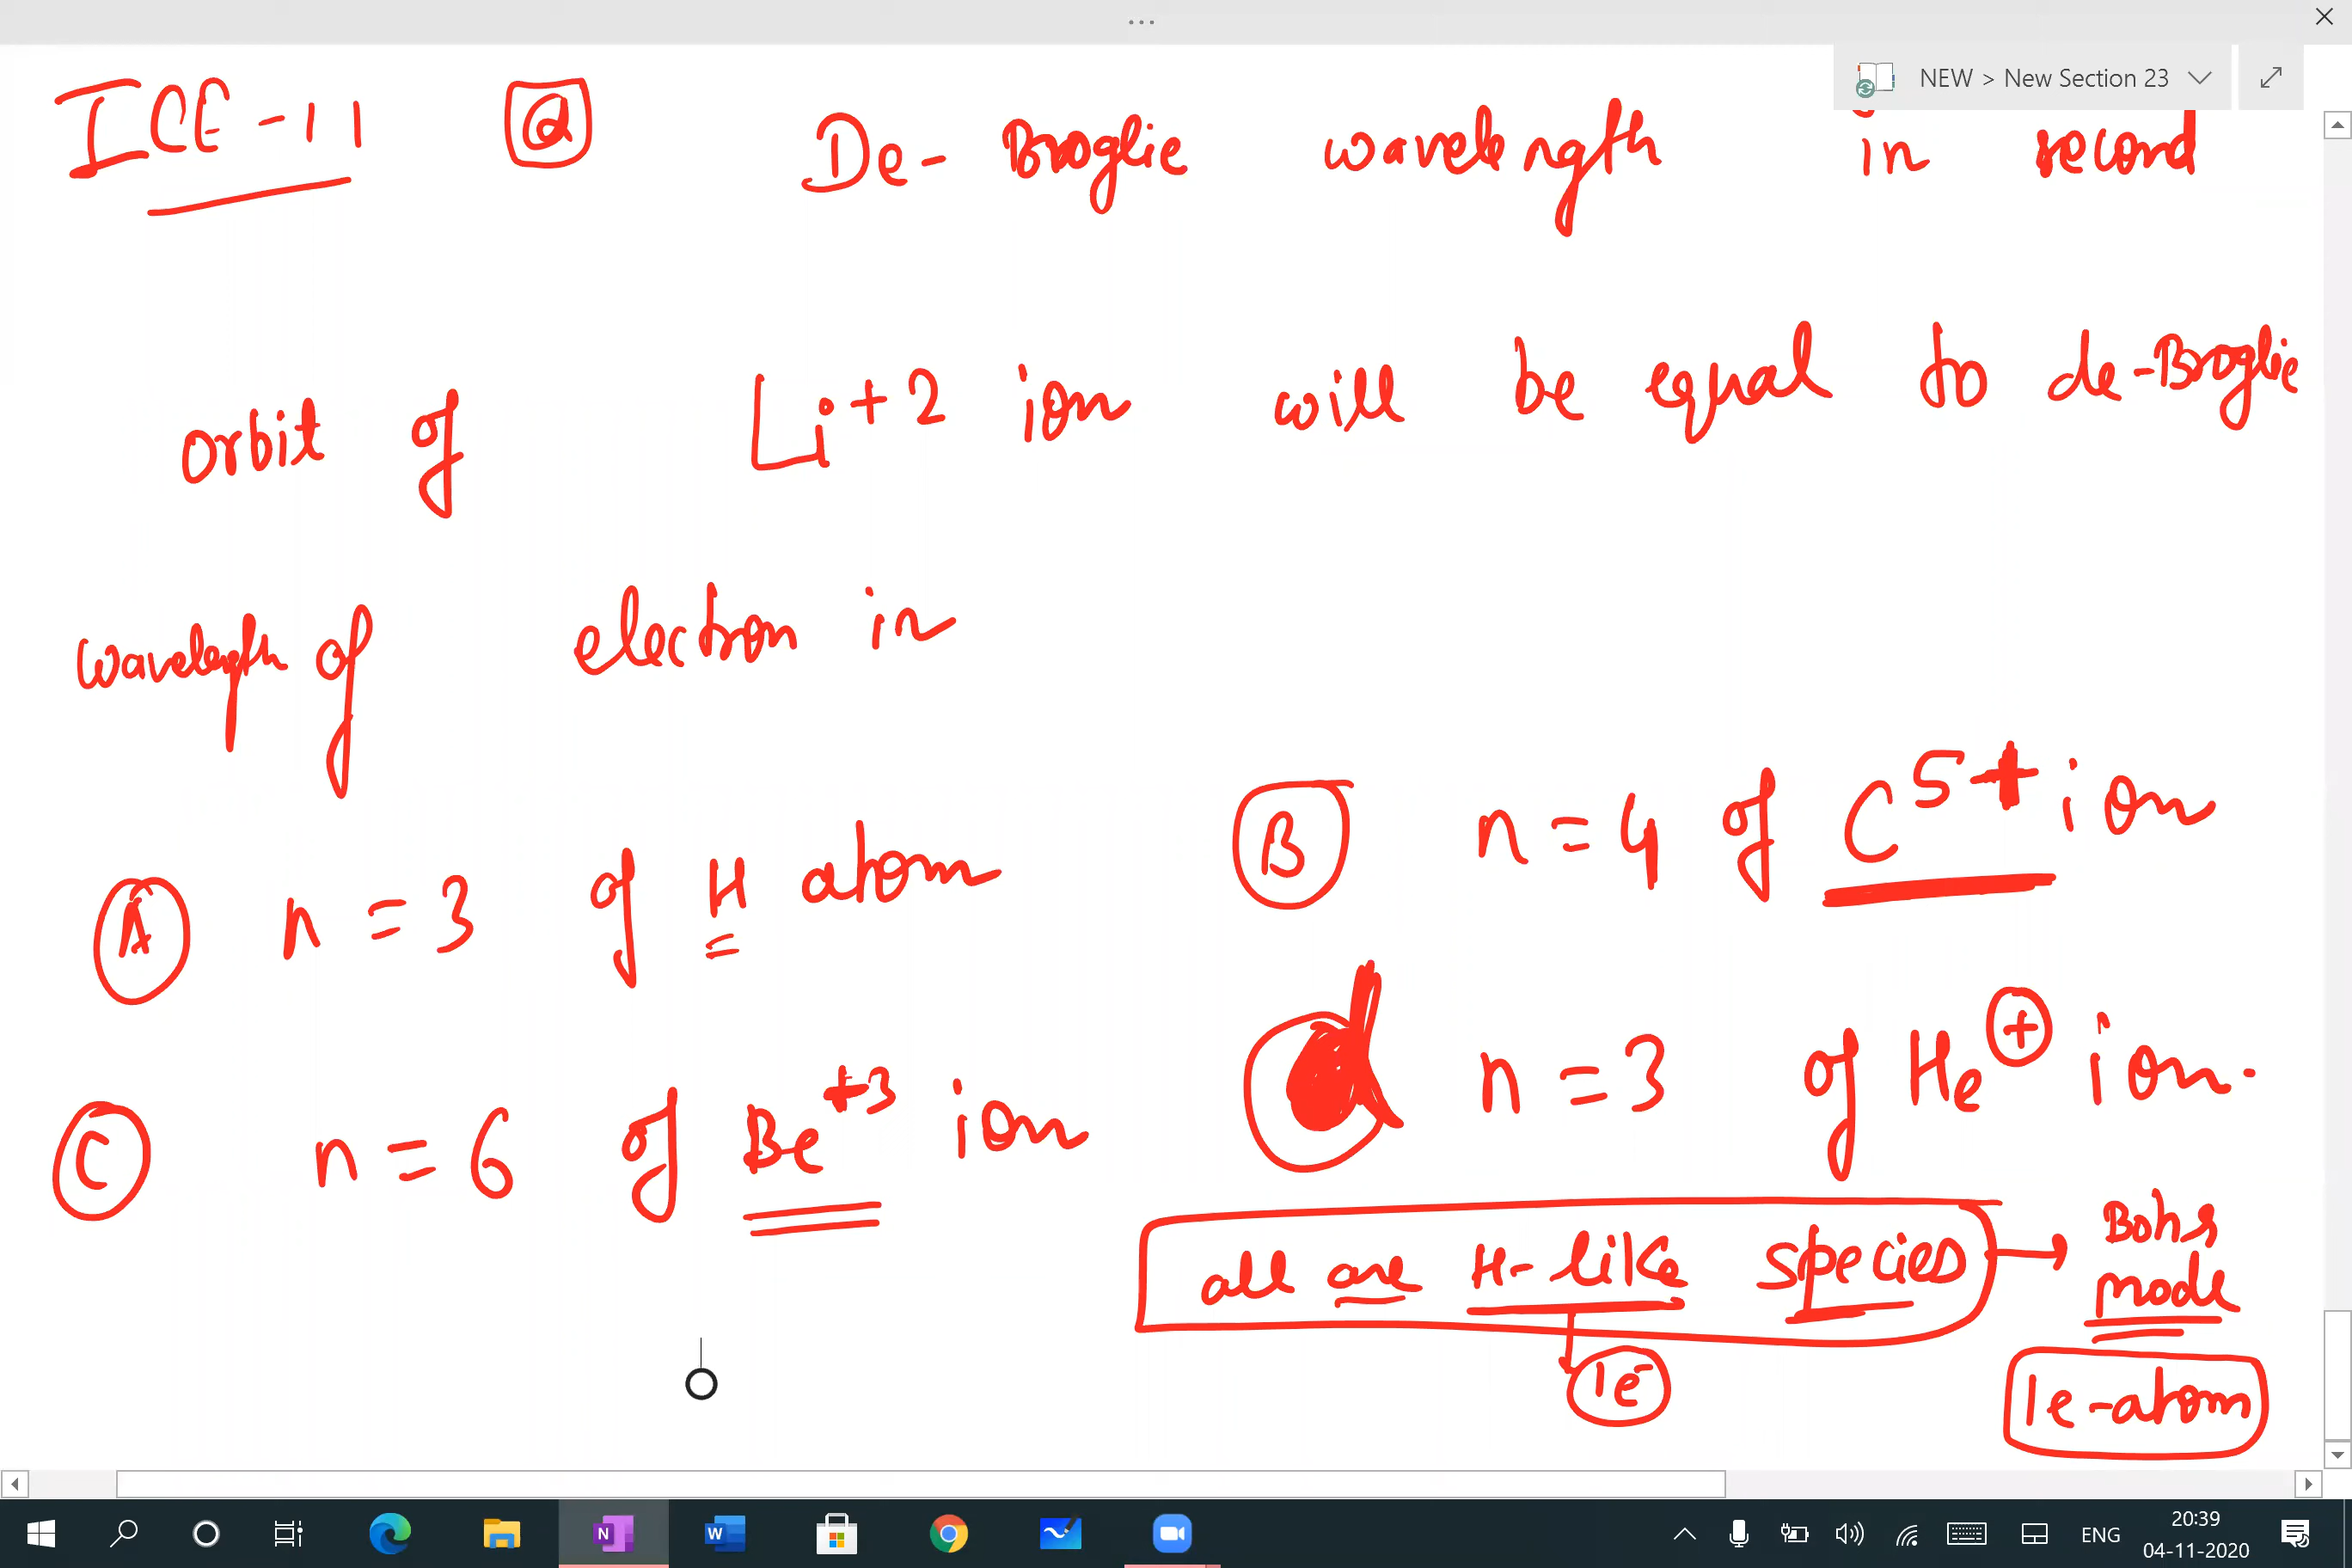 NEW > New Section 23
ICE-11 Q De-Broglie wavelength in second
orbit of Li+2 ion will be equal to de-Broglie
wavelength of electron in
A n=3 of H atom
B n=4 of C5+ ion
C n=6 of Be+3 ion
d n=3 of He+ ion.
all are H-like species → Bohs model
1e-
1e-atom
ENG
20:39
04-11-2020